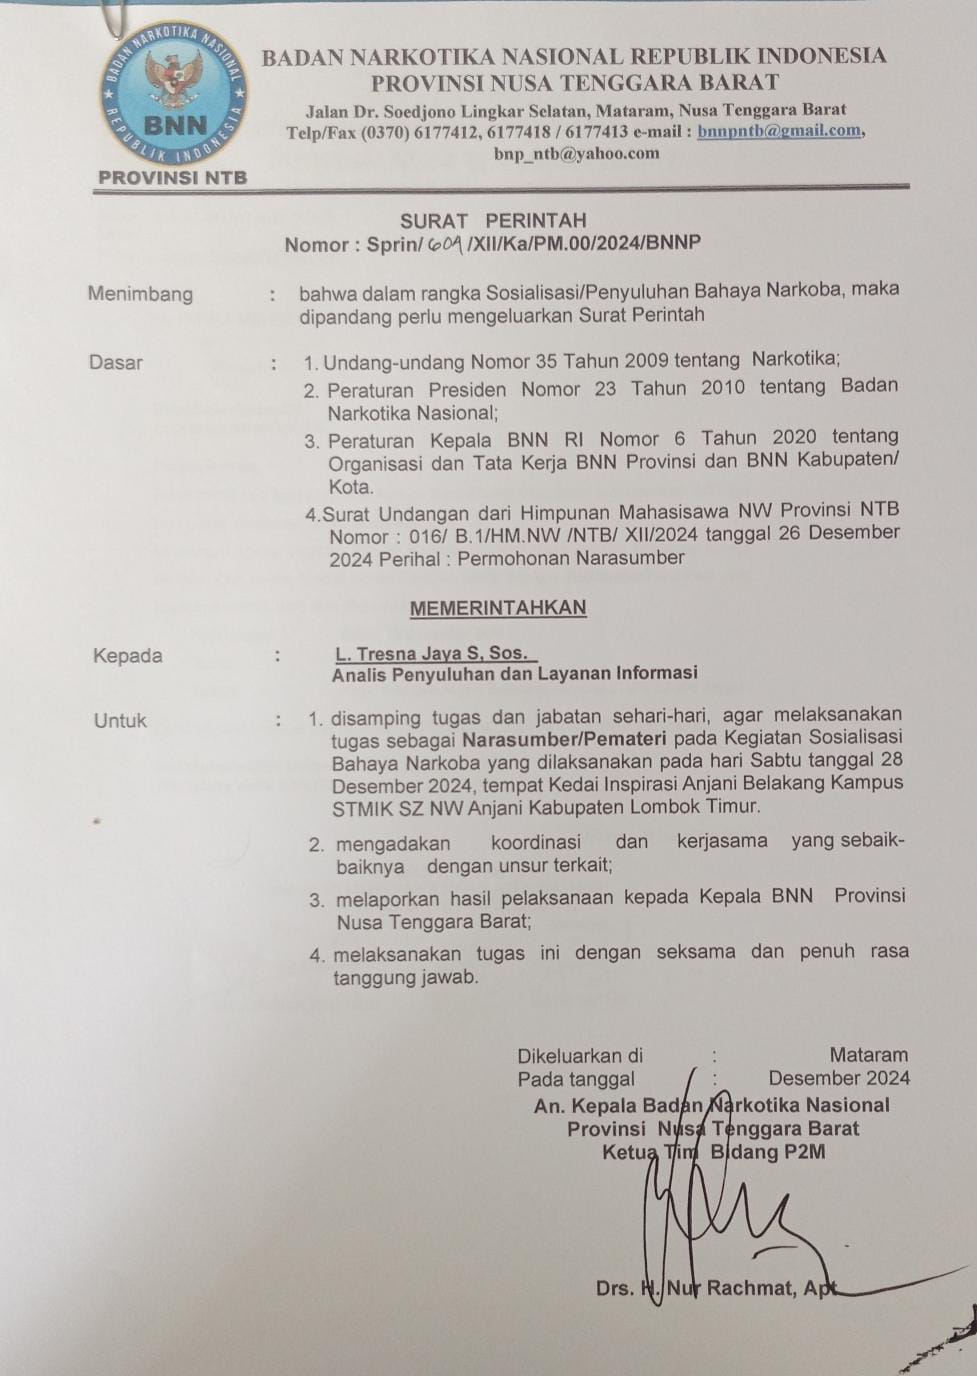 BADAN NARKOTIKA NASIONAL
REPUBLIK INDONESIA
BNN
PROVINSI NTB
BADAN NARKOTIKA NASIONAL REPUBLIK INDONESIA
PROVINSI NUSA TENGGARA BARAT
Jalan Dr. Soedjono Lingkar Selatan, Mataram, Nusa Tenggara Barat
Telp/Fax (0370) 6177412, 6177418 / 6177413 e-mail : bnnpntb@gmail.com,
bnp_ntb@yahoo.com
SURAT PERINTAH
Nomor : Sprin/ 609 /XII/Ka/PM.00/2024/BNNP
Menimbang : bahwa dalam rangka Sosialisasi/Penyuluhan Bahaya Narkoba, maka
dipandang perlu mengeluarkan Surat Perintah
Dasar : 1. Undang-undang Nomor 35 Tahun 2009 tentang Narkotika;
2. Peraturan Presiden Nomor 23 Tahun 2010 tentang Badan
Narkotika Nasional;
3. Peraturan Kepala BNN RI Nomor 6 Tahun 2020 tentang
Organisasi dan Tata Kerja BNN Provinsi dan BNN Kabupaten/
Kota.
4.Surat Undangan dari Himpunan Mahasisawa NW Provinsi NTB
Nomor : 016/ B.1/HM.NW /NTB/ XII/2024 tanggal 26 Desember
2024 Perihal : Permohonan Narasumber
MEMERINTAHKAN
Kepada : L. Tresna Jaya S, Sos.
Analis Penyuluhan dan Layanan Informasi
Untuk : 1. disamping tugas dan jabatan sehari-hari, agar melaksanakan
tugas sebagai Narasumber/Pemateri pada Kegiatan Sosialisasi
Bahaya Narkoba yang dilaksanakan pada hari Sabtu tanggal 28
Desember 2024, tempat Kedai Inspirasi Anjani Belakang Kampus
STMIK SZ NW Anjani Kabupaten Lombok Timur.
2. mengadakan koordinasi dan kerjasama yang sebaik-
baiknya dengan unsur terkait;
3. melaporkan hasil pelaksanaan kepada Kepala BNN Provinsi
Nusa Tenggara Barat;
4. melaksanakan tugas ini dengan seksama dan penuh rasa
tanggung jawab.
Dikeluarkan di : Mataram
Pada tanggal : Desember 2024
An. Kepala Badan Narkotika Nasional
Provinsi Nusa Tenggara Barat
Ketua Tim Bidang P2M
Drs. H. Nur Rachmat, Apt